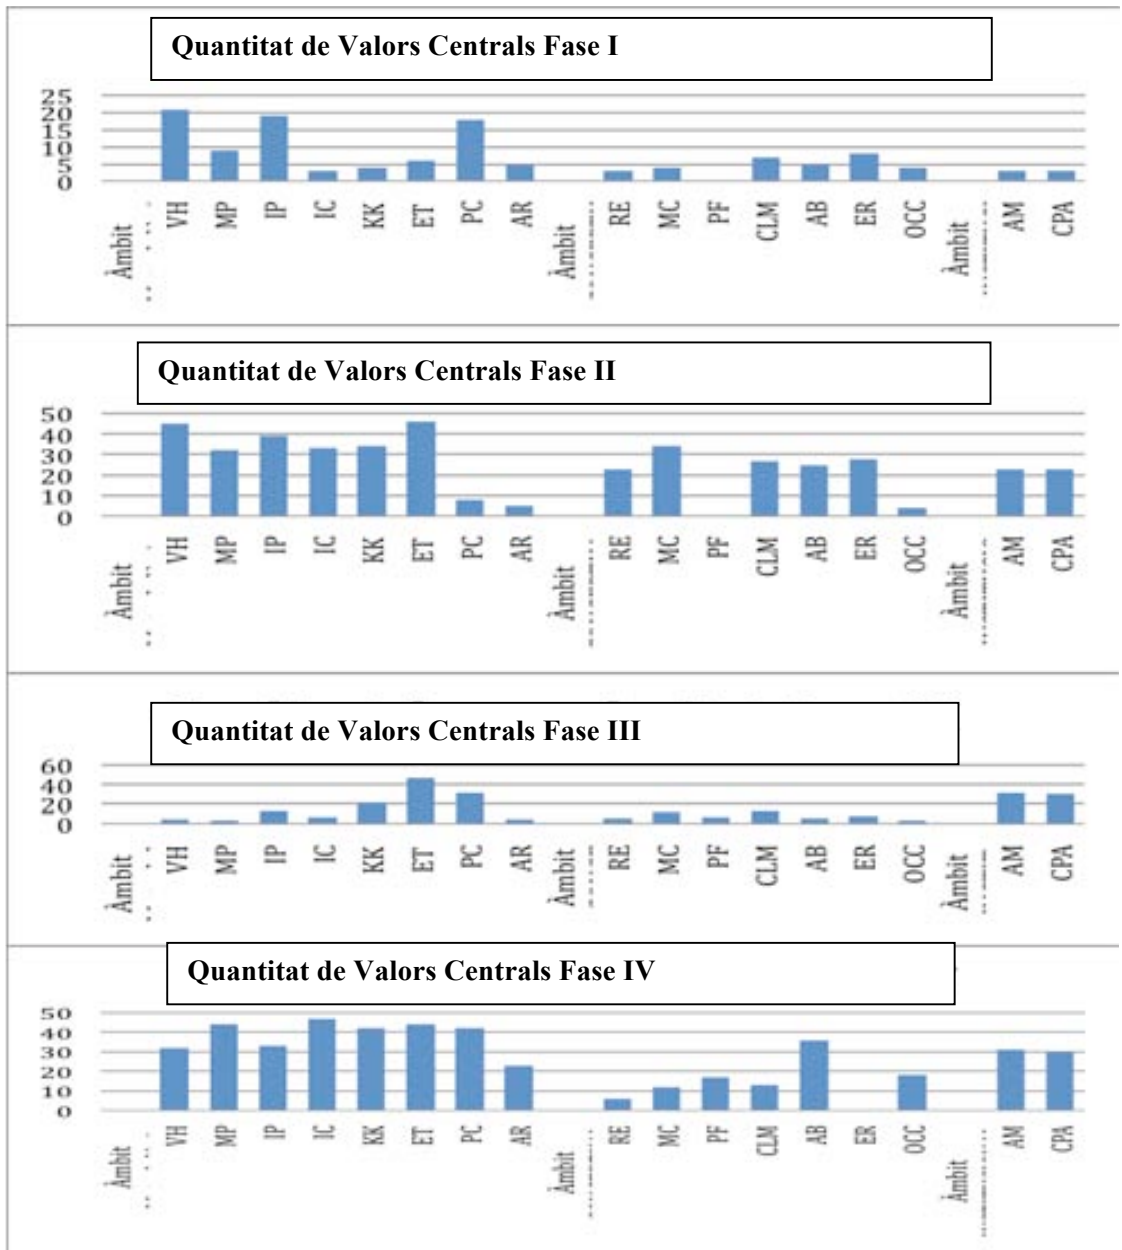 Quantitat de Valors Centrals Fase I
25
20
15
10
5
0
Àmbit VH MP IP IC KK ET PC AR Àmbit RE MC PF CLM AB ER OCC Àmbit AM CPA
Quantitat de Valors Centrals Fase II
50
40
30
20
10
0
Àmbit VH MP IP IC KK ET PC AR Àmbit RE MC PF CLM AB ER OCC Àmbit AM CPA
Quantitat de Valors Centrals Fase III
60
40
20
0
Àmbit VH MP IP IC KK ET PC AR Àmbit RE MC PF CLM AB ER OCC Àmbit AM CPA
Quantitat de Valors Centrals Fase IV
50
40
30
20
10
0
Àmbit VH MP IP IC KK ET PC AR Àmbit RE MC PF CLM AB ER OCC Àmbit AM CPA